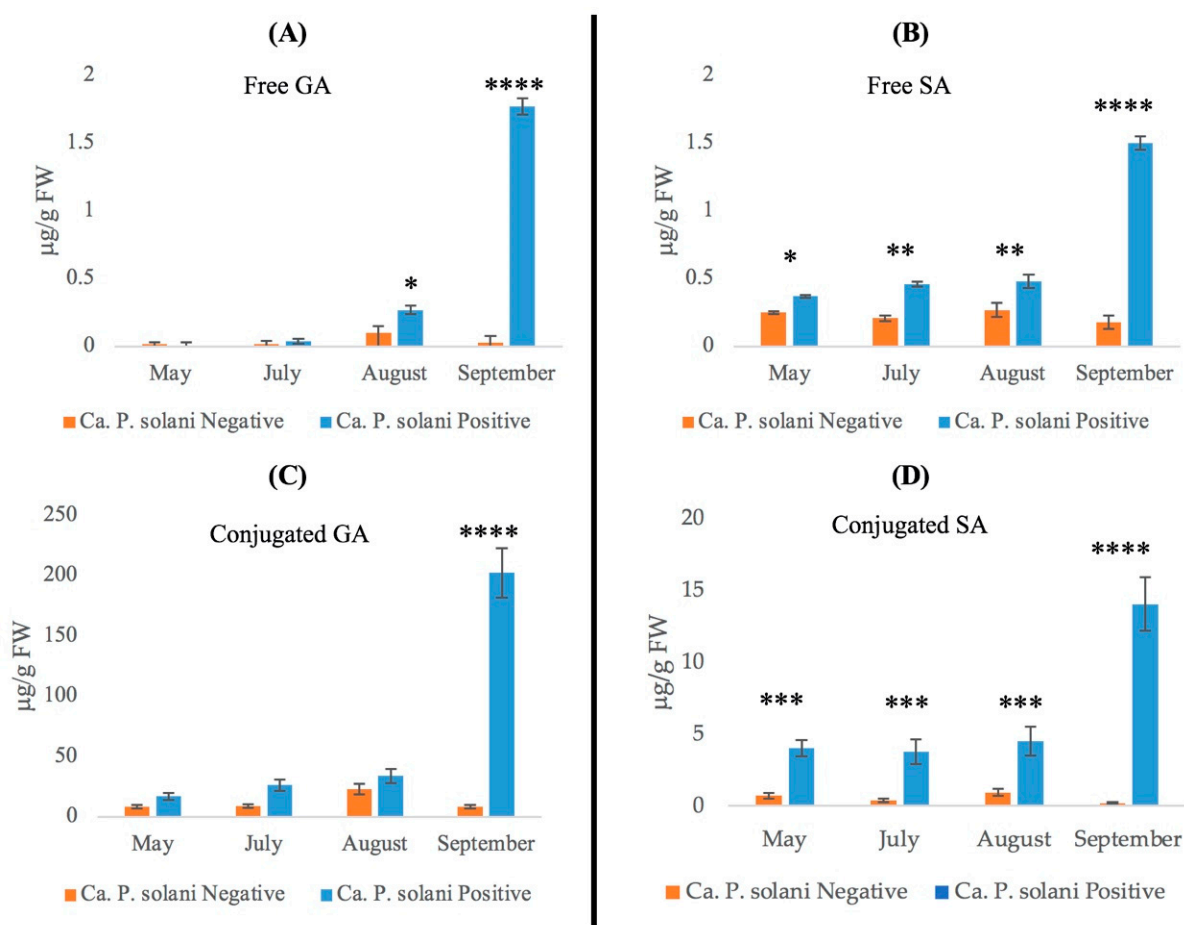 (A)
Free GA
****
*
2
1.5
1
0.5
0
µg/g FW
May July August September
Ca. P. solani Negative Ca. P. solani Positive
(B)
Free SA
****
* ** **
2
1.5
1
0.5
0
µg/g FW
May July August September
Ca. P. solani Negative Ca. P. solani Positive
(C)
Conjugated GA
****
250
200
150
100
50
0
µg/g FW
May July August September
Ca. P. solani Negative Ca. P. solani Positive
(D)
Conjugated SA
****
*** *** ***
20
15
10
5
0
µg/g FW
May July August September
Ca. P. solani Negative Ca. P. solani Positive